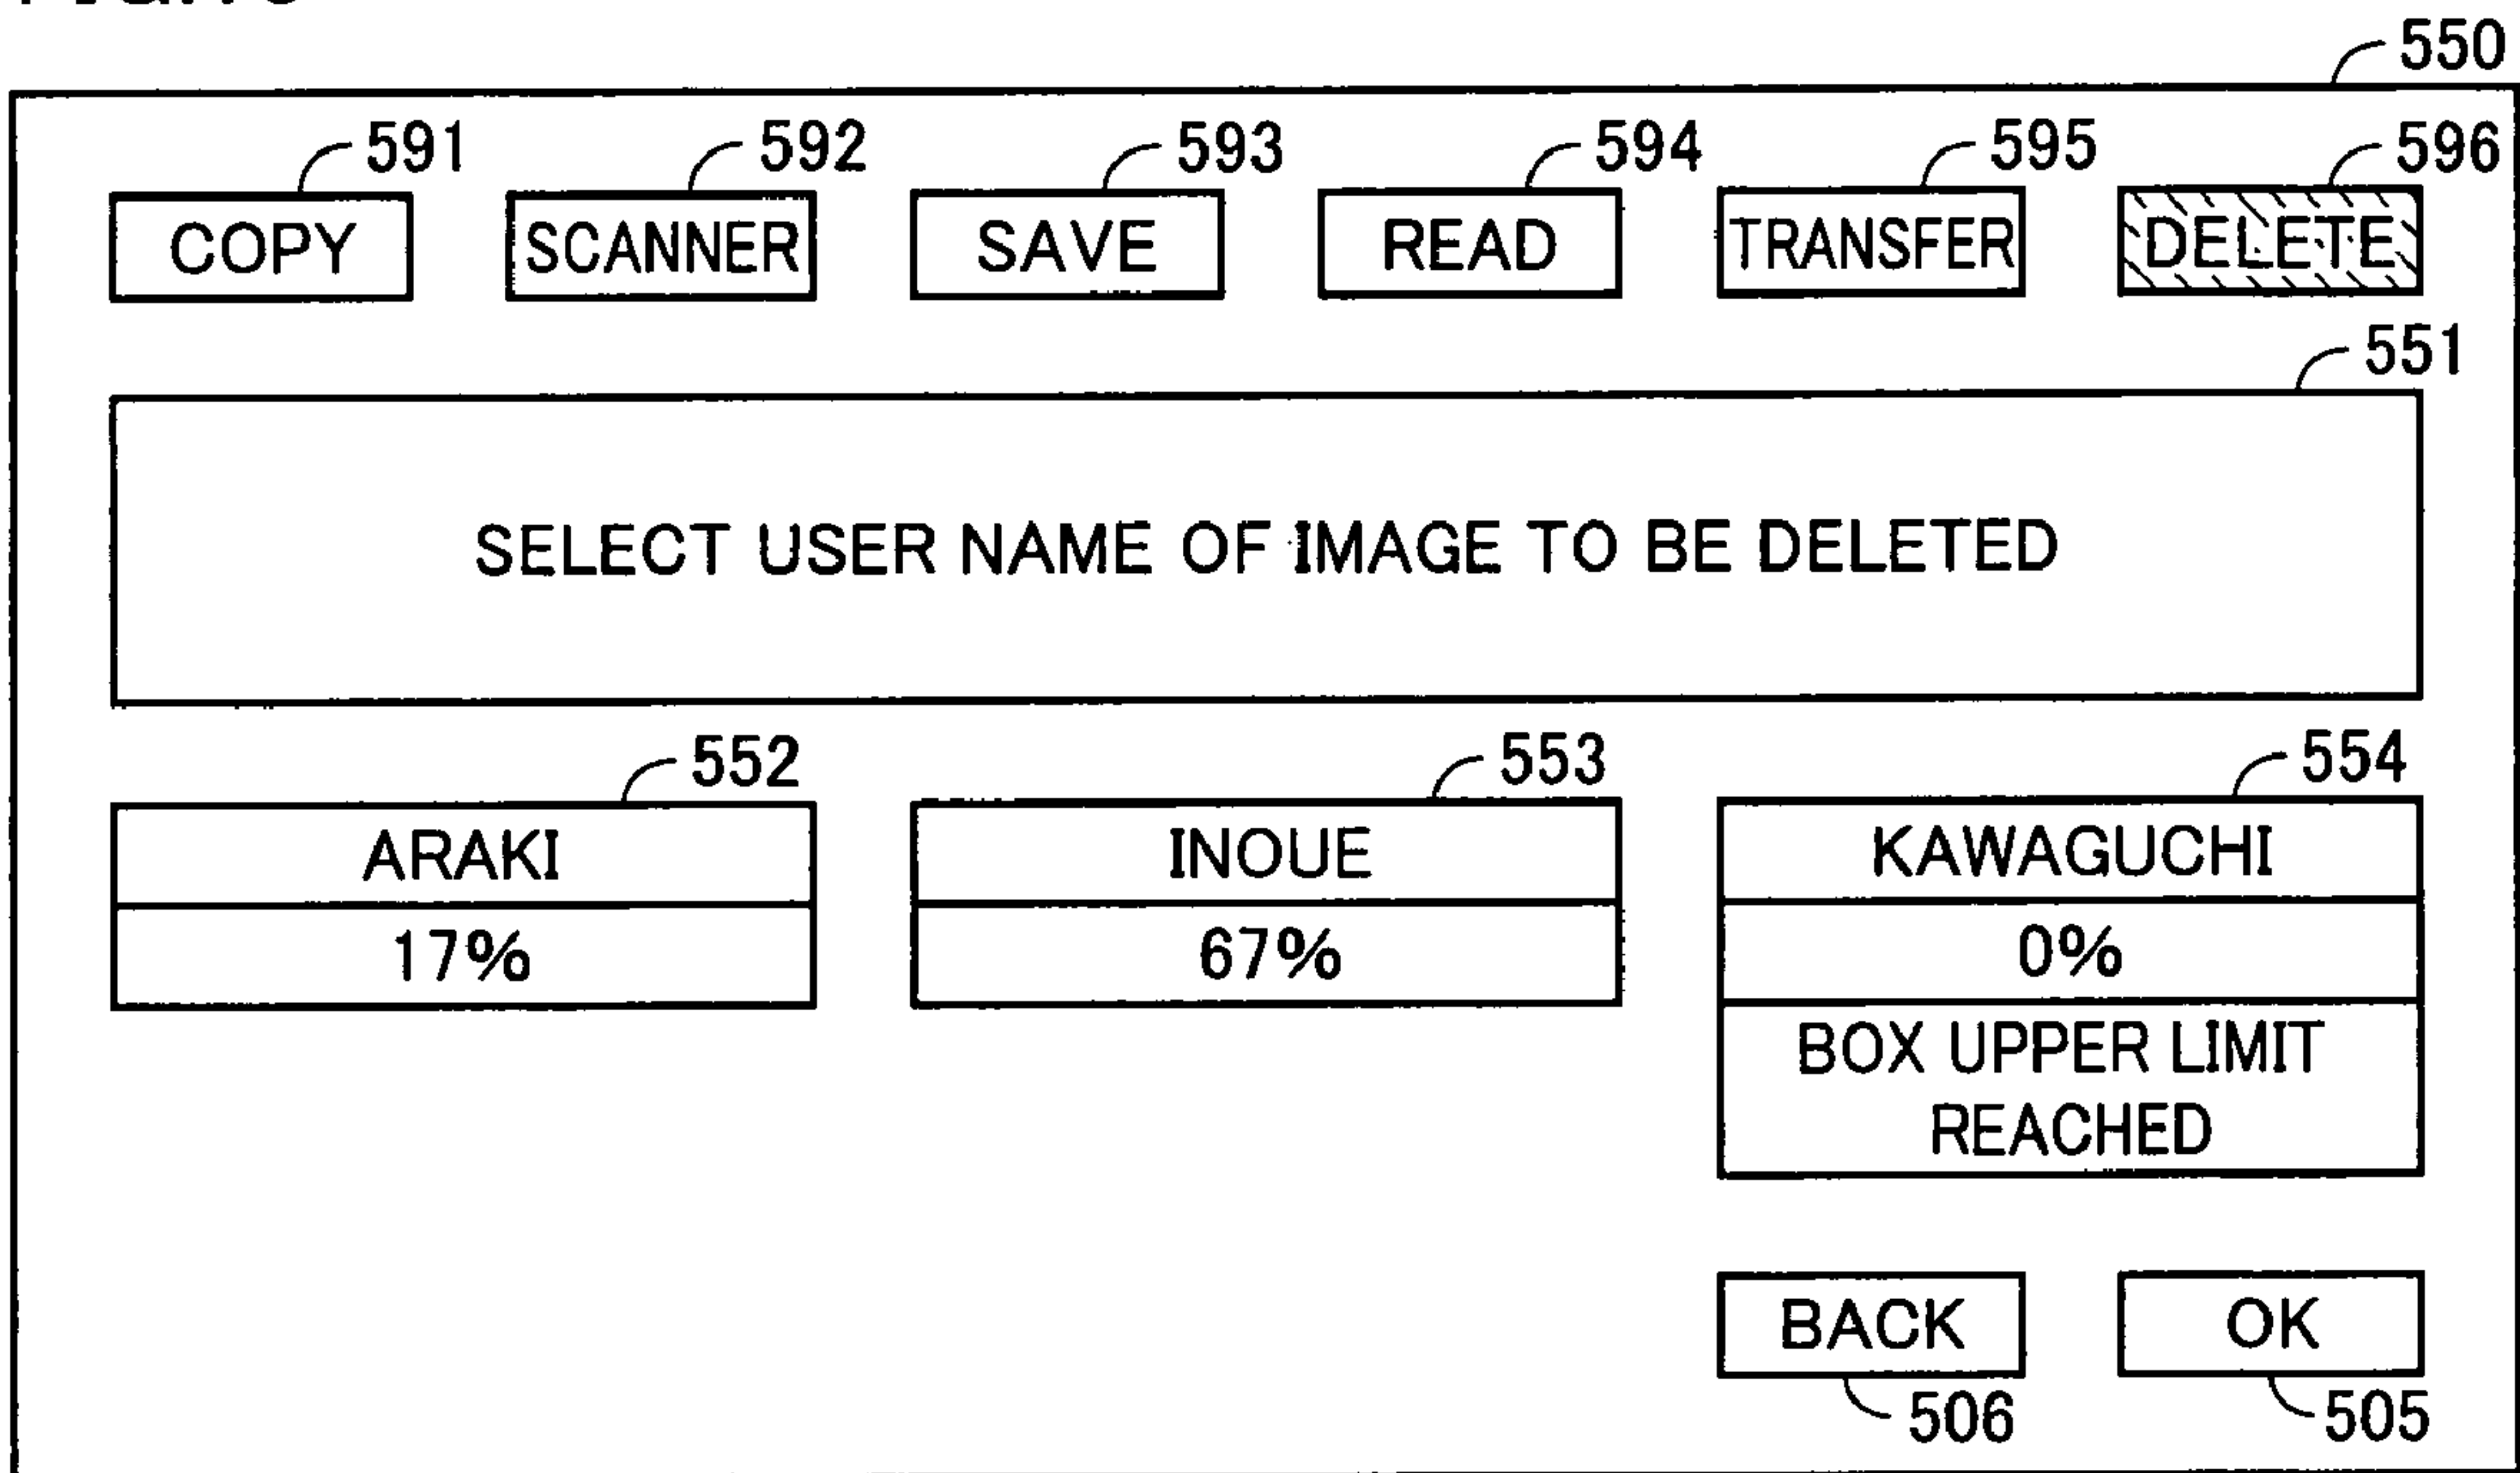 550
591 592 593 594 595 596
COPY SCANNER SAVE READ TRANSFER DELETE
551
SELECT USER NAME OF IMAGE TO BE DELETED
552 553 554
ARAKI INOUE KAWAGUCHI
17% 67% 0%
BOX UPPER LIMIT
REACHED
BACK OK
506 505